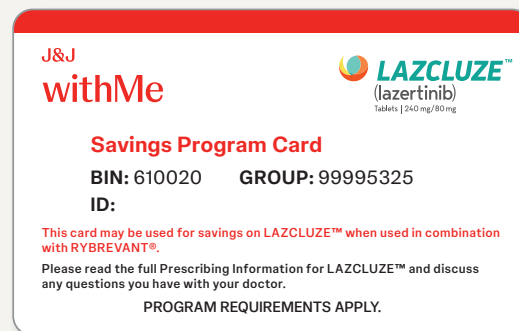 J&J
withMe
LAZCLUZE™
(lazertinib)
Tablets | 240 mg/80 mg
Savings Program Card
BIN: 610020 GROUP: 99995325
ID:
This card may be used for savings on LAZCLUZE™ when used in combination
with RYBREVANT®.
Please read the full Prescribing Information for LAZCLUZE™ and discuss
any questions you have with your doctor.
PROGRAM REQUIREMENTS APPLY.